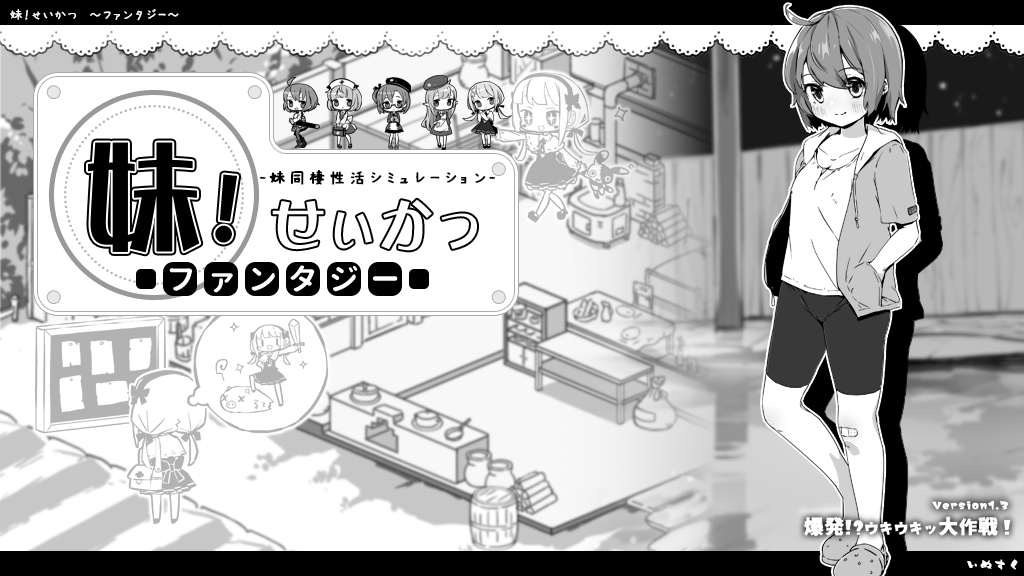 妹!せいかつ ～ファンタジー～
-妹同棲性活シミュレーション-
妹!せいかつ
ファンタジー
Version1.3
爆発!?ウキウキッ大作戦!
いぬすく